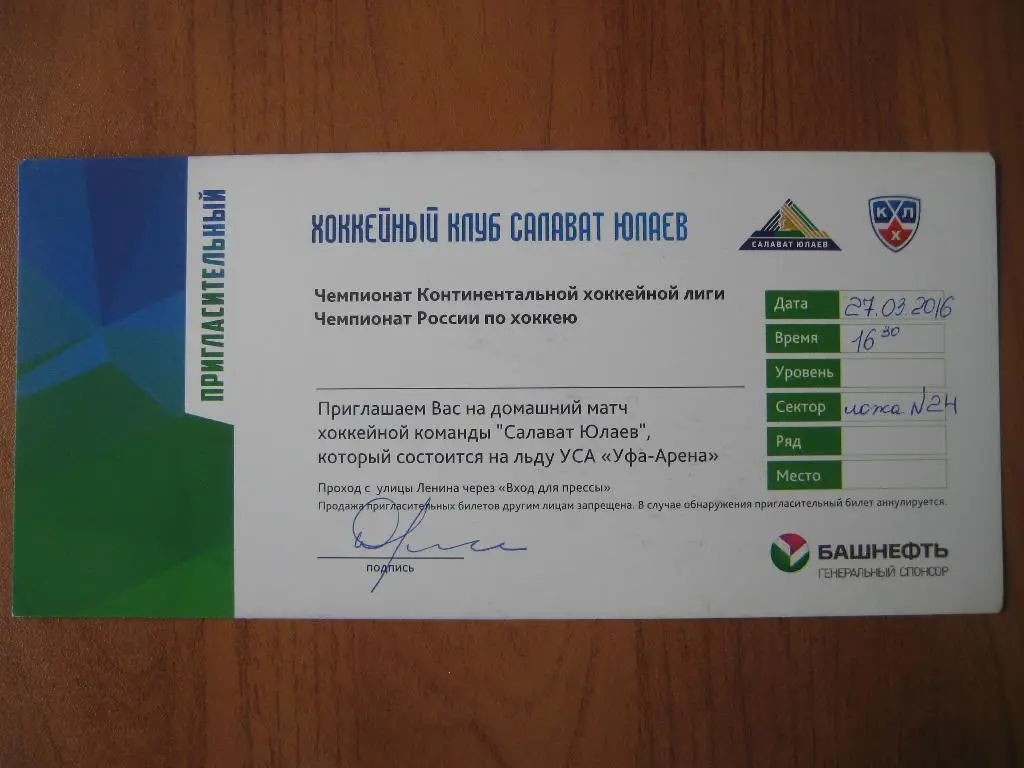 ПРИГЛАСИТЕЛЬНЫЙ
ХОККЕЙНЫЙ КЛУБ САЛАВАТ ЮЛАЕВ
САЛАВАТ ЮЛАЕВ
КХЛ
Чемпионат Континентальной хоккейной лиги
Чемпионат России по хоккею
Приглашаем Вас на домашний матч
хоккейной команды "Салават Юлаев",
который состоится на льду УСА «Уфа-Арена»
Проход с улицы Ленина через «Вход для прессы»
Продажа пригласительных билетов другим лицам запрещена. В случае обнаружения пригласительный билет аннулируется.
подпись
Дата 27.03.2016
Время 16 30
Уровень
Сектор ложа №24
Ряд
Место
БАШНЕФТЬ
ГЕНЕРАЛЬНЫЙ СПОНСОР